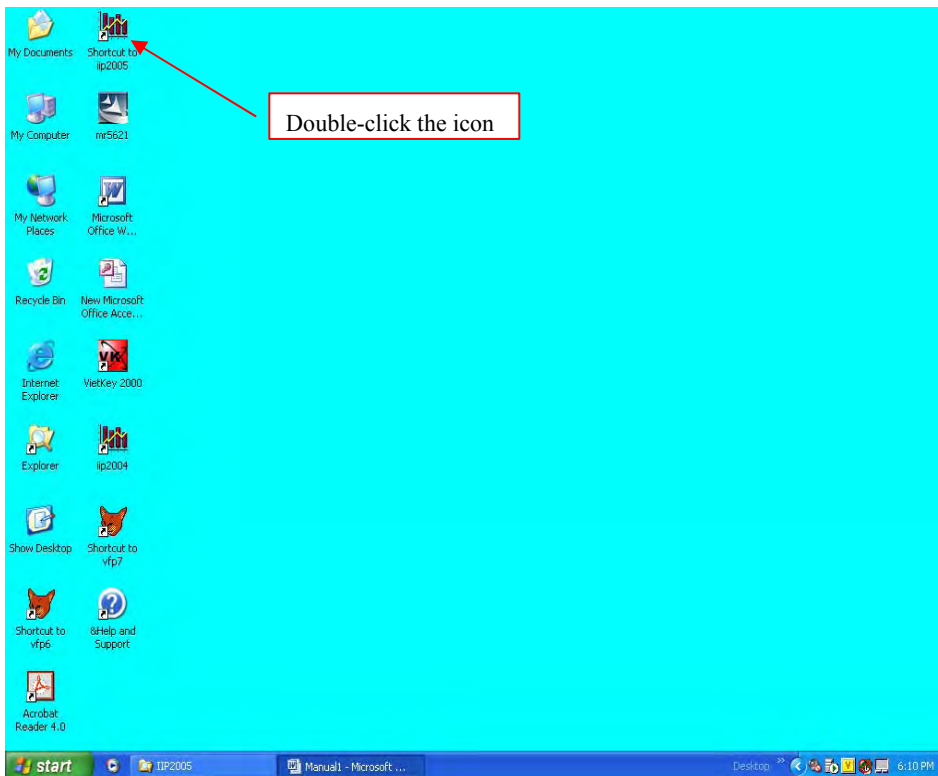 My Documents
Shortcut to
iip2005
Double-click the icon
My Computer
mr5621
My Network
Places
Microsoft
Office W...
Recycle Bin
New Microsoft
Office Acce...
Internet
Explorer
VK
VietKey 2000
Explorer
iip2004
Show Desktop
Shortcut to
vfp7
Shortcut to
vfp6
&Help and
Support
Acrobat
Reader 4.0
start
IIP2005
Manual1 - Microsoft ...
Desktop
»
V
6:10 PM